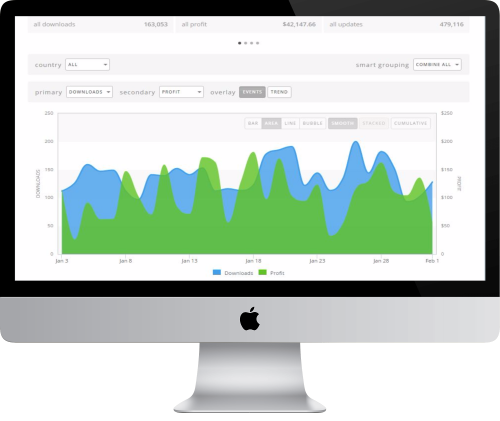 all downloads 163,053 all profit $42,147.66 all updates 479,116
country ALL smart grouping COMBINE ALL
primary DOWNLOADS secondary PROFIT overlay EVENTS TREND
250 $250
BAR AREA LINE BUBBLE SMOOTH STACKED CUMULATIVE
200 $200
150 $150
DOWNLOADS
PROFIT
100 $100
50 $50
0 0
Jan 3 Jan 8 Jan 13 Jan 18 Jan 23 Jan 28 Feb 1
Downloads Profit